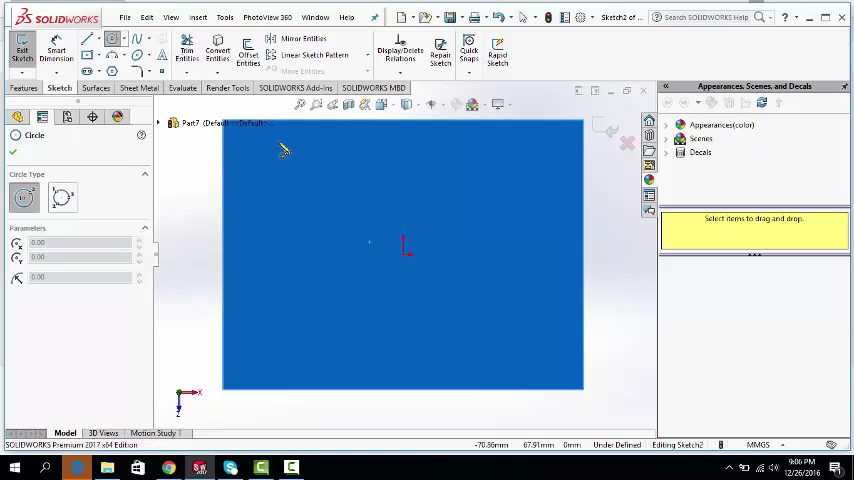 SOLIDWORKS File Edit View Insert Tools PhotoView 360 Window Help Sketch2 of ... Search SOLIDWORKS Help
Exit Sketch Smart Dimension Trim Entities Convert Entities Offset Entities Mirror Entities Linear Sketch Pattern Move Entities Display/Delete Relations Repair Sketch Quick Snaps Rapid Sketch
Features Sketch Surfaces Sheet Metal Evaluate Render Tools SOLIDWORKS Add-Ins SOLIDWORKS MBD
Appearances, Scenes, and Decals
Part7 (Default<<Default>...
Circle
Circle Type
Parameters
0.00
0.00
0.00
Appearances(color)
Scenes
Decals
Select items to drag and drop.
X
Z
Model 3D Views Motion Study 1
SOLIDWORKS Premium 2017 x64 Edition -70.86mm 67.91mm 0mm Under Defined Editing Sketch2 MMGS
9:06 PM
12/26/2016